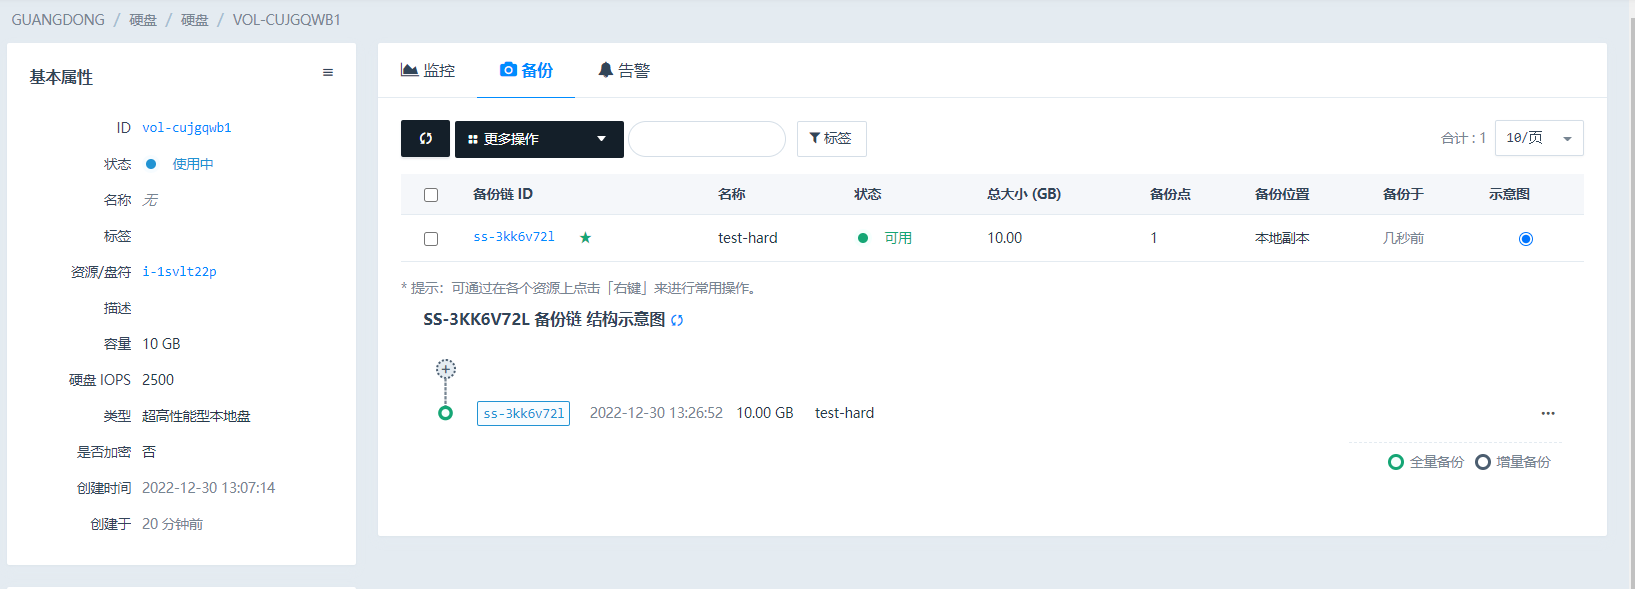 GUANGDONG / 硬盘 / 硬盘 / VOL-CUJGQWB1
基本属性
ID vol-cujgqwb1
状态 使用中
名称 无
标签
资源/盘符 i-1svlt22p
描述
容量 10 GB
硬盘 IOPS 2500
类型 超高性能型本地盘
是否加密 否
创建时间 2022-12-30 13:07:14
创建于 20 分钟前
监控 备份 告警
更多操作 标签 合计 : 1 10/页
备份链 ID 名称 状态 总大小 (GB) 备份点 备份位置 备份于 示意图
ss-3kk6v72l test-hard 可用 10.00 1 本地副本 几秒前
* 提示：可通过在各个资源上点击「右键」来进行常用操作。
SS-3KK6V72L 备份链 结构示意图
ss-3kk6v72l 2022-12-30 13:26:52 10.00 GB test-hard
全量备份 增量备份